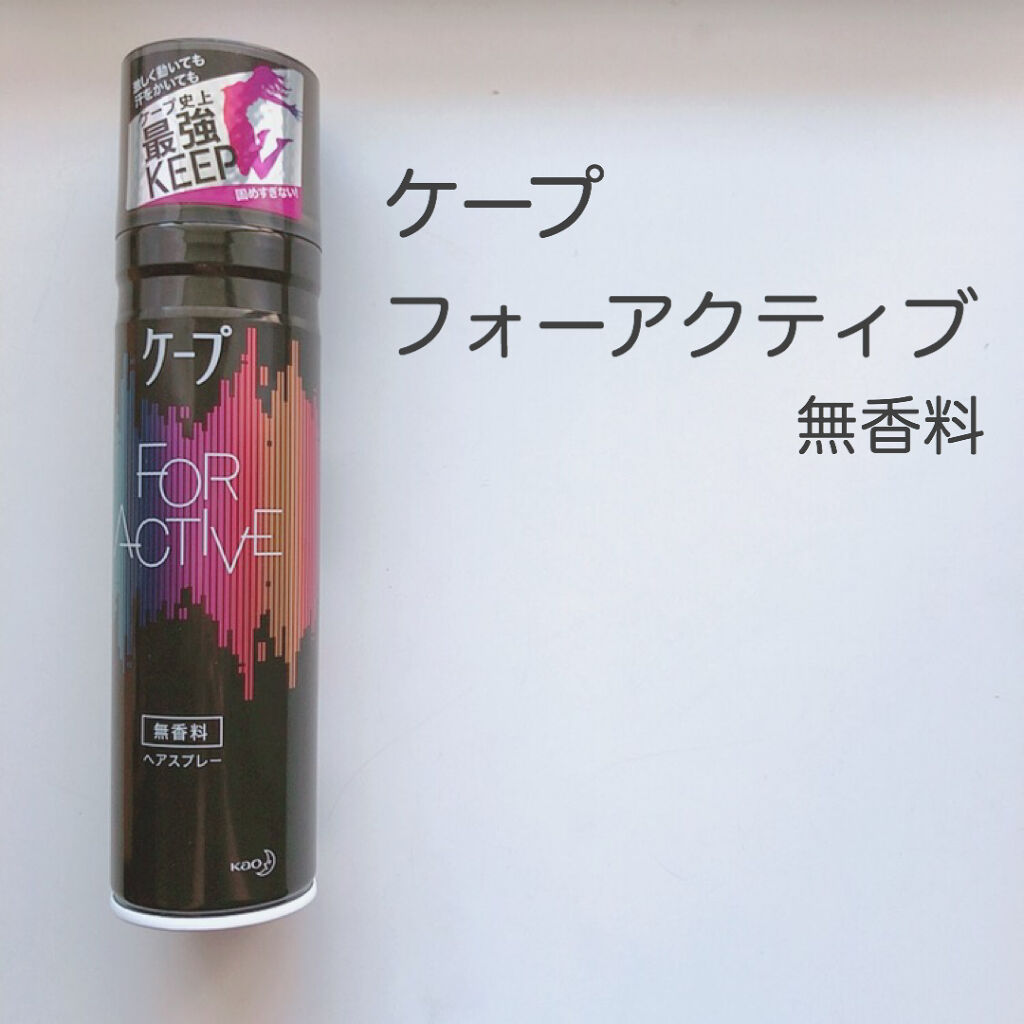 激しく動いても
汗をかいても
ケープ史上
最強
KEEP
固めすぎない!
ケープ
FOR
ACTIVE
無香料
ヘアスプレー
Kao
ケープ
フォーアクティブ
無香料